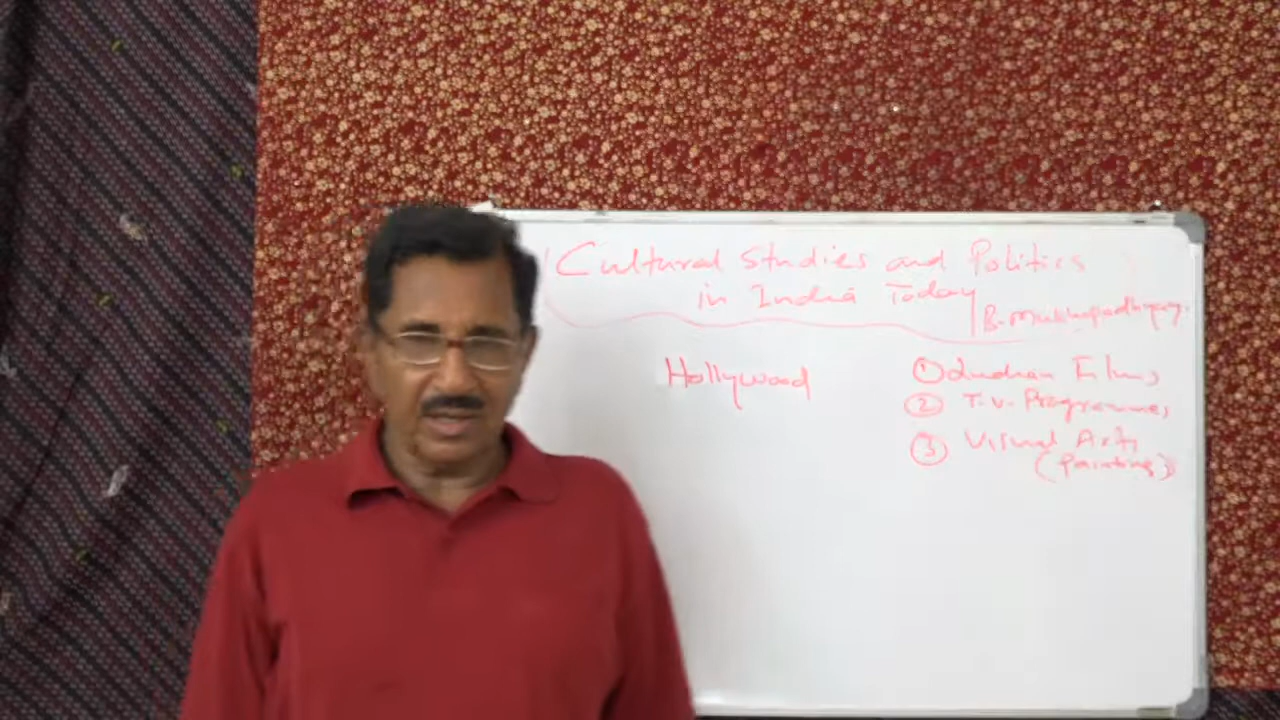 Cultural Studies and Politics
in India Today
B. Mukhopadhyay.
Hollywood
① Indian Films
② T.V. Programmes
③ Visual Arts
(Painting)